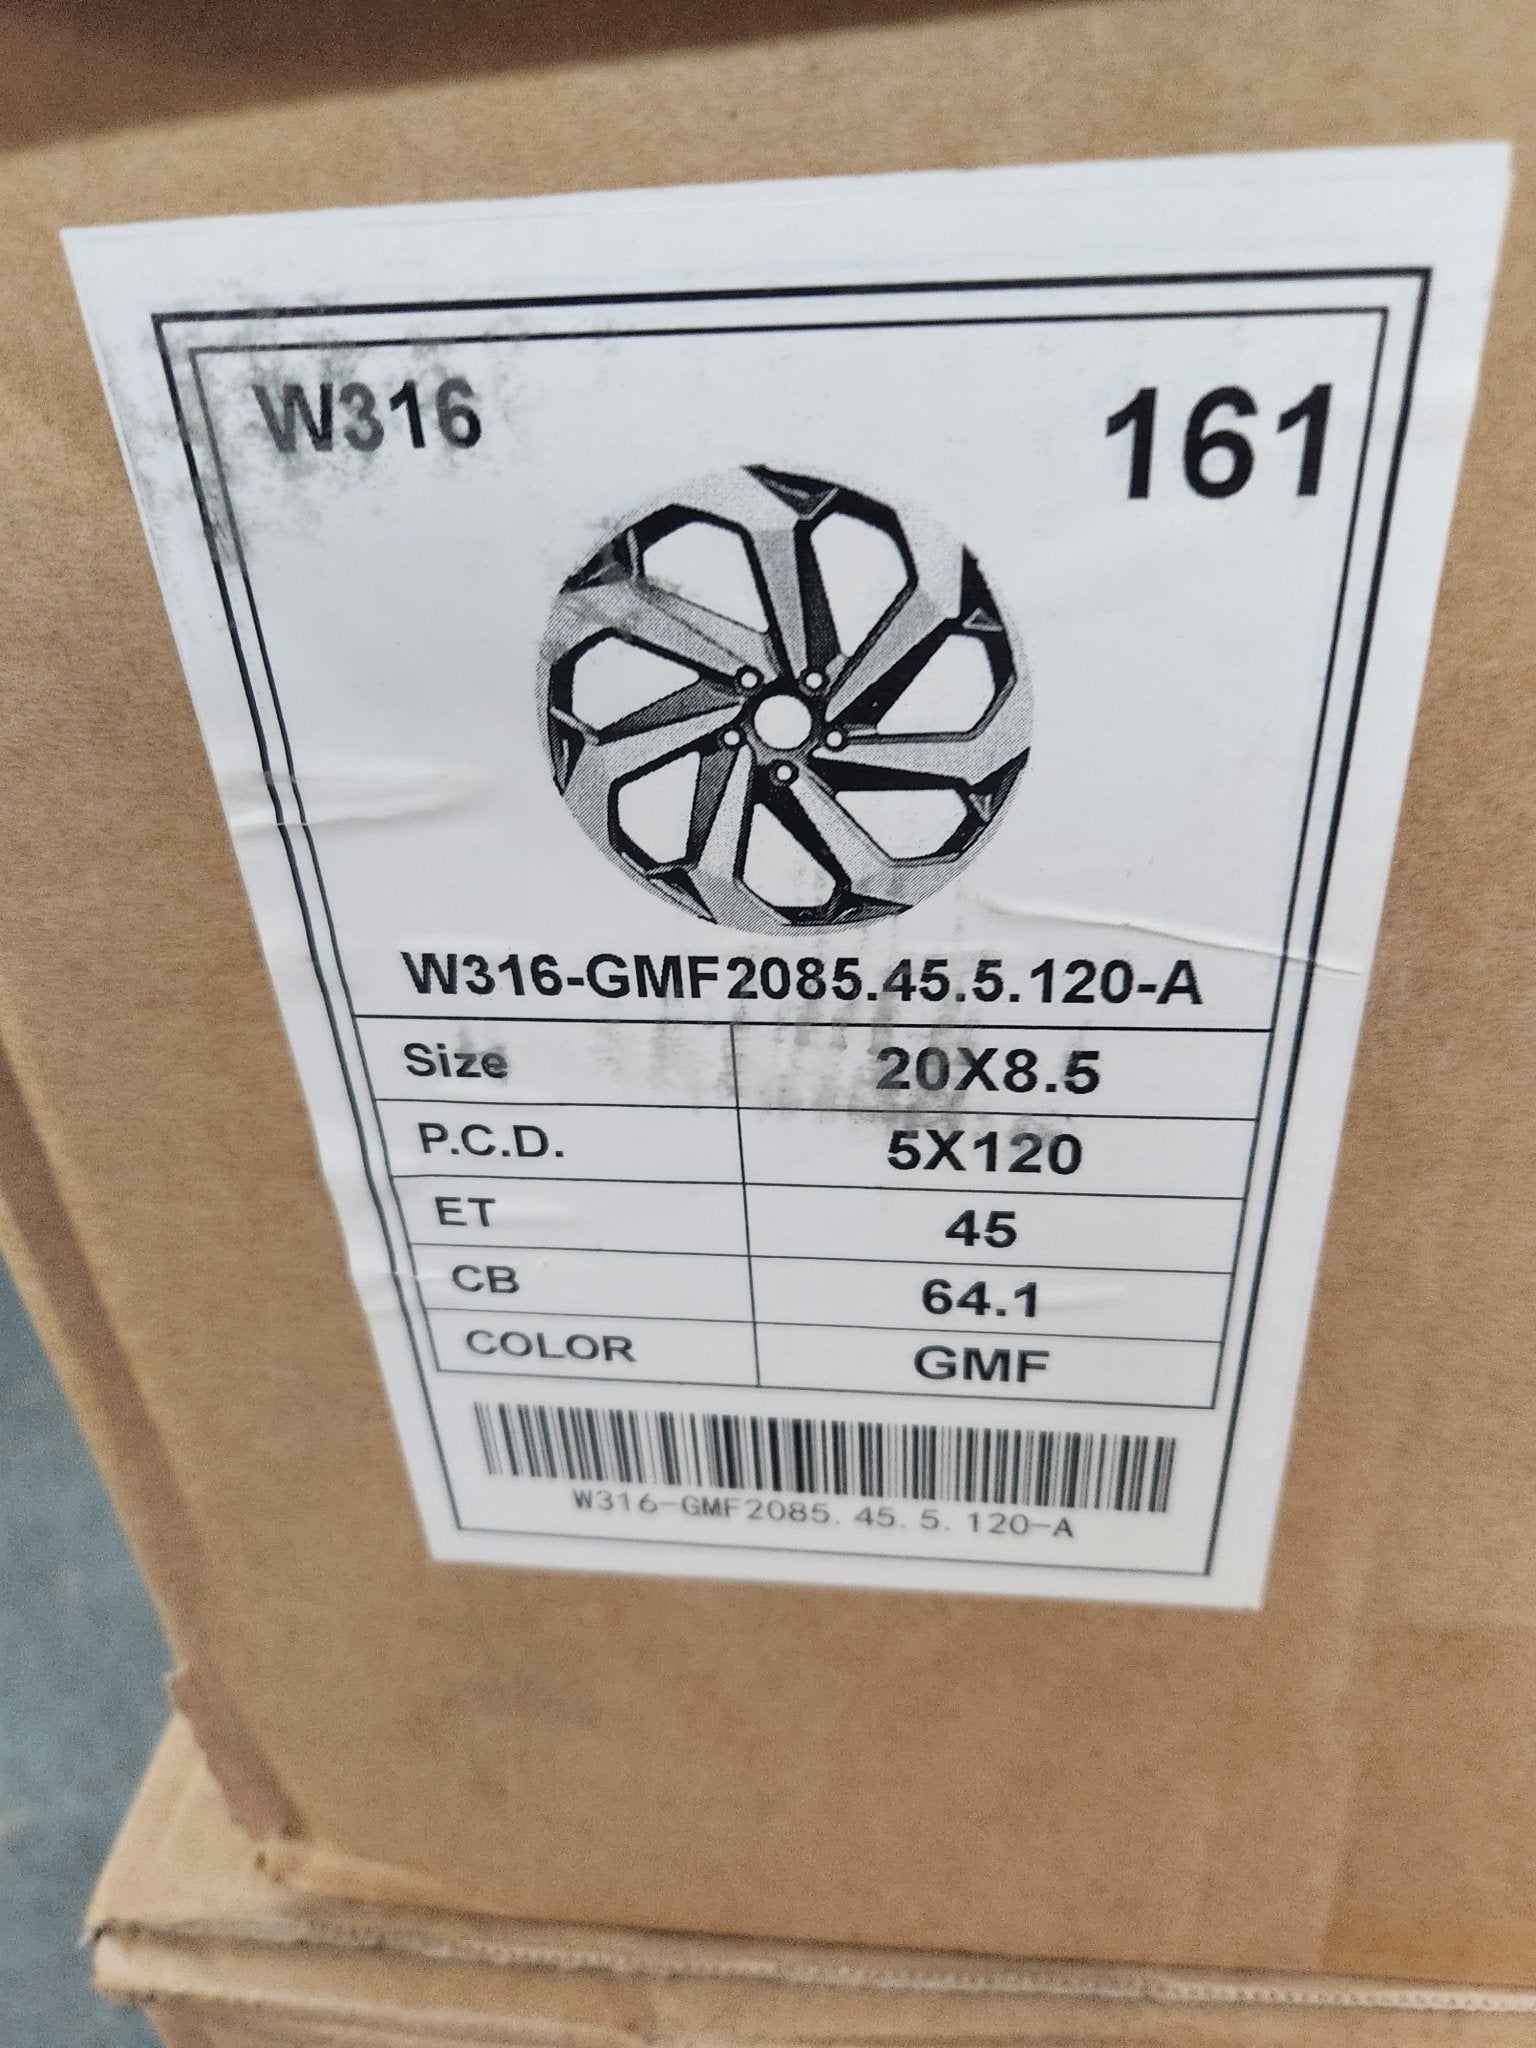 W316
161
W316-GMF2085.45.5.120-A
Size 20X8.5
P.C.D. 5X120
ET 45
CB 64.1
COLOR GMF
W316-GMF2085.45.5.120-A